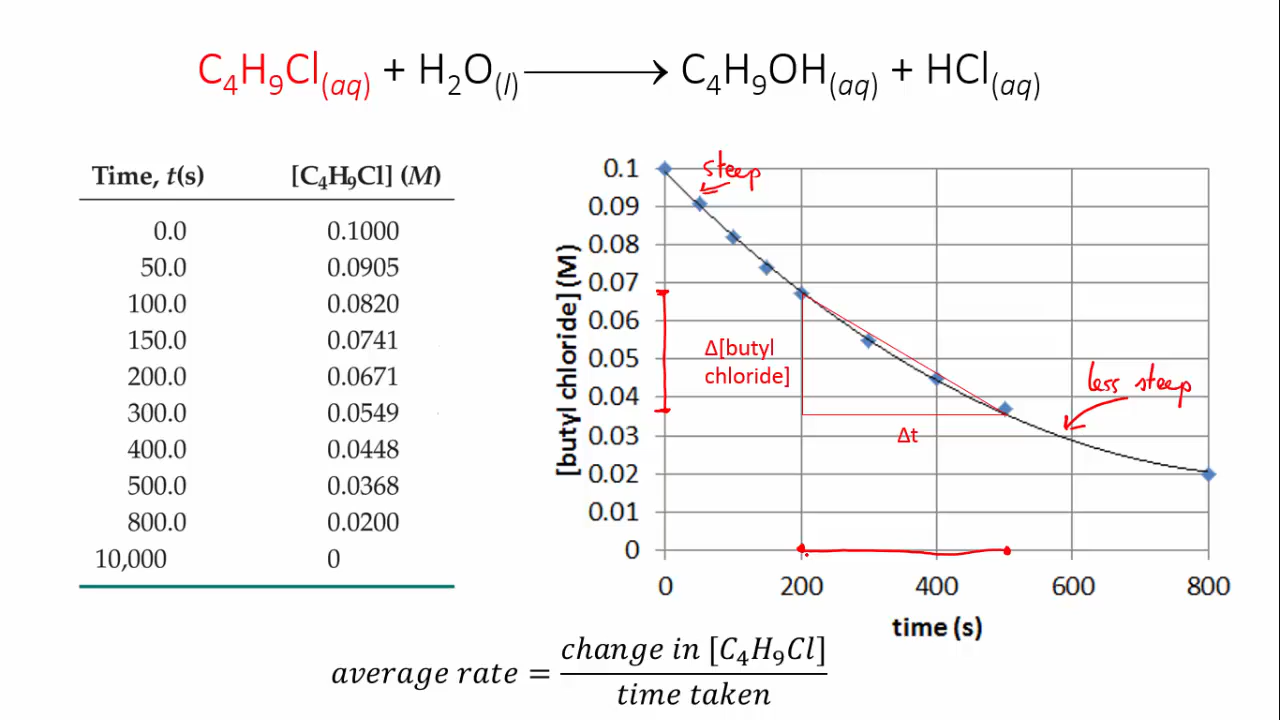 C₄H₉Cl(aq) + H₂O(l) ⟶ C₄H₉OH(aq) + HCl(aq)
Time, t(s) [C₄H₉Cl] (M)
0.0 0.1000
50.0 0.0905
100.0 0.0820
150.0 0.0741
200.0 0.0671
300.0 0.0549
400.0 0.0448
500.0 0.0368
800.0 0.0200
10,000 0
[butyl chloride] (M)
0.1
0.09
0.08
0.07
0.06
0.05
0.04
0.03
0.02
0.01
0
steep
Δ[butyl
chloride]
Δt
less steep
0 200 400 600 800
time (s)
average rate = change in [C₄H₉Cl]
time taken